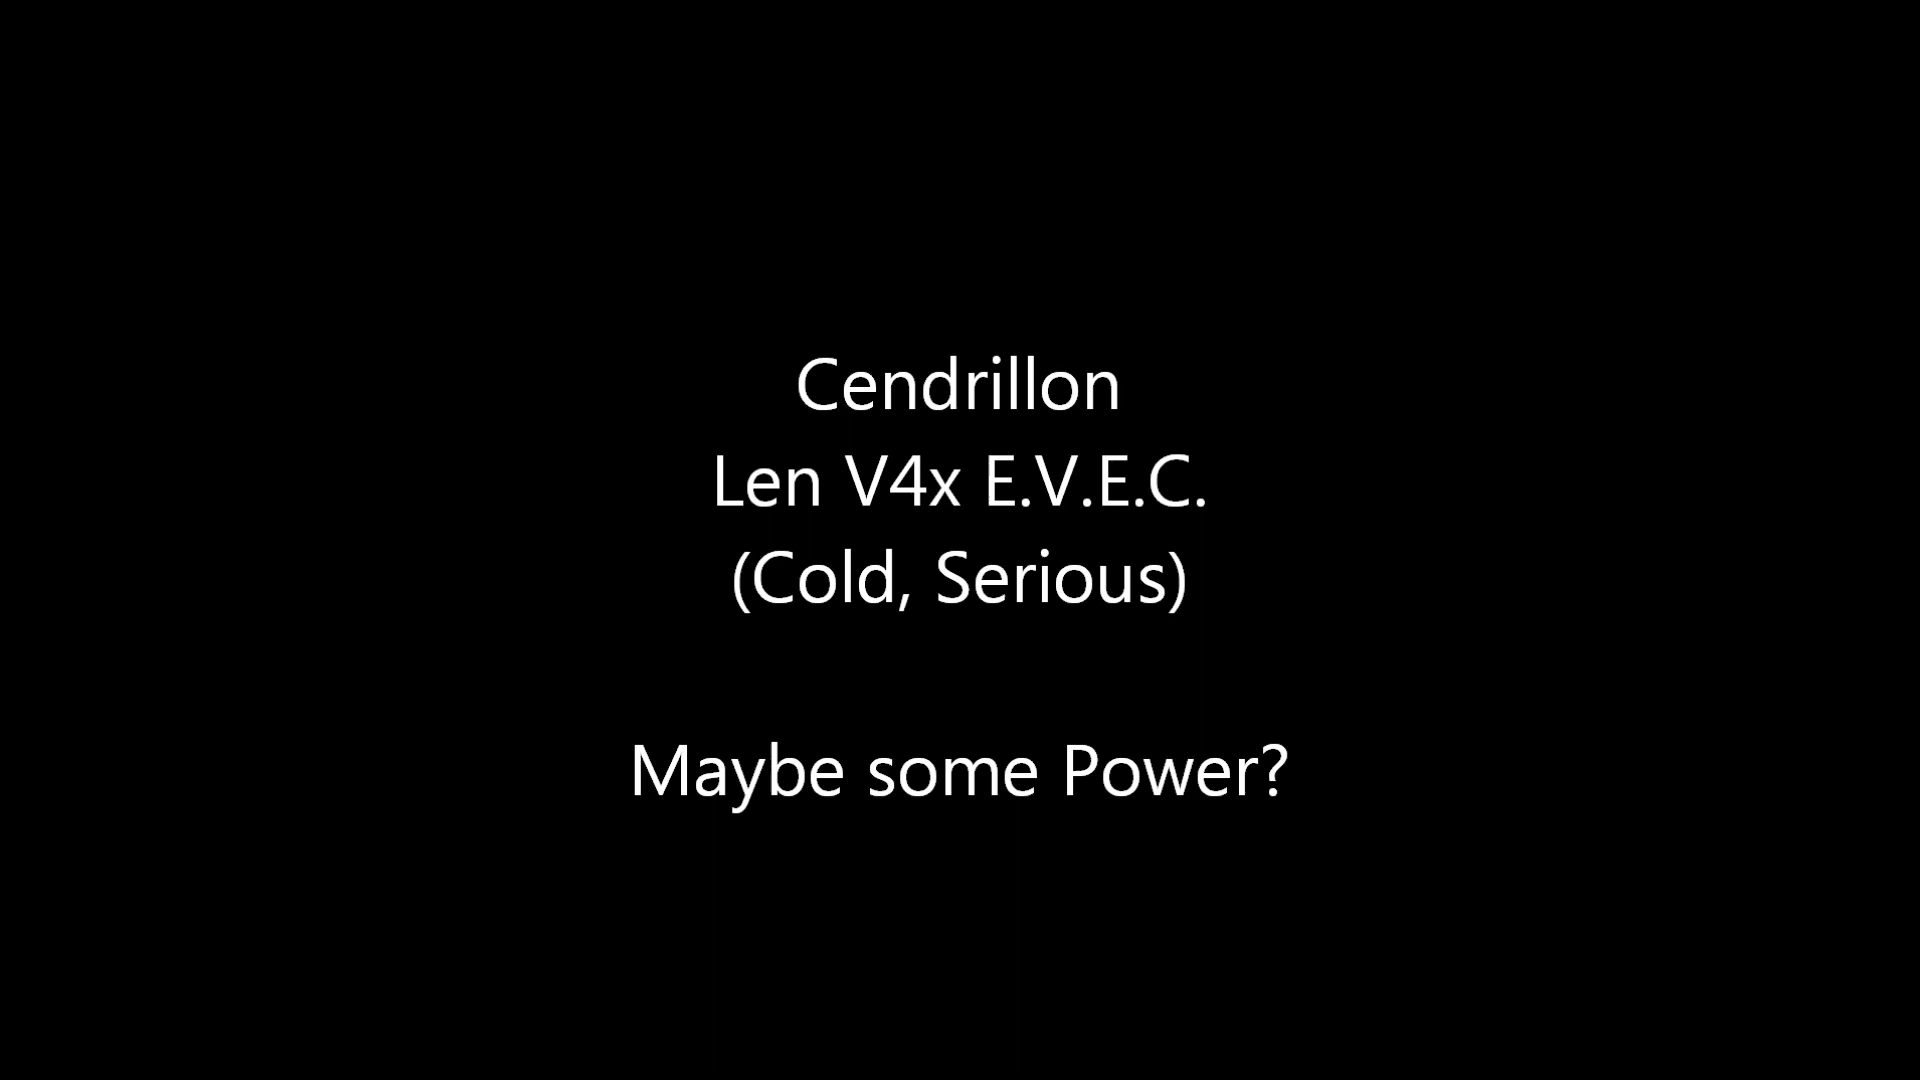 Cendrillon
Len V4x E.V.E.C.
(Cold, Serious)
Maybe some Power?